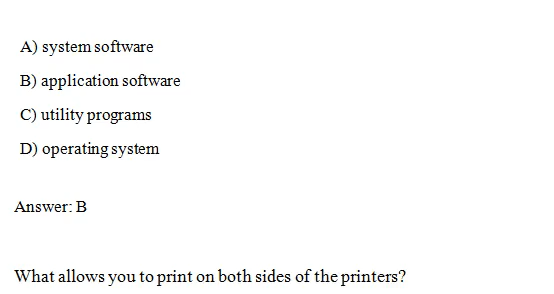 A) system software
B) application software
C) utility programs
D) operating system
Answer: B
What allows you to print on both sides of the printers?